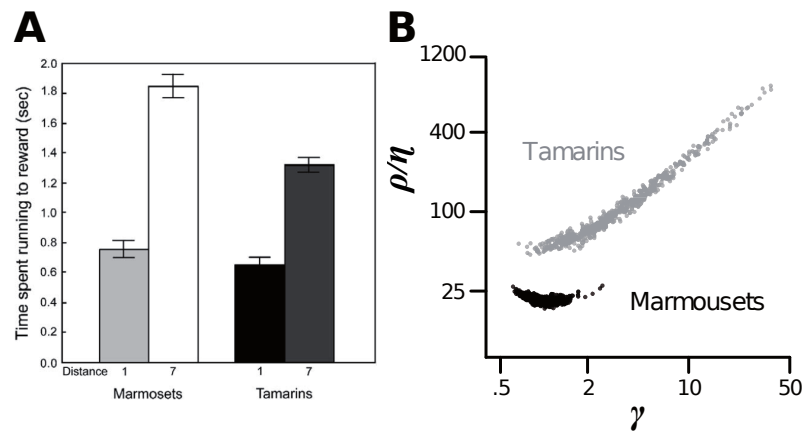 A
Time spent running to reward (sec)
2.0
1.8
1.6
1.4
1.2
1.0
0.8
0.6
0.4
0.2
0.0
Distance 1 7 1 7
Marmosets Tamarins
B
ρ/η
1200
400
100
25
Tamarins
Marmousets
.5 2 10 50
γ